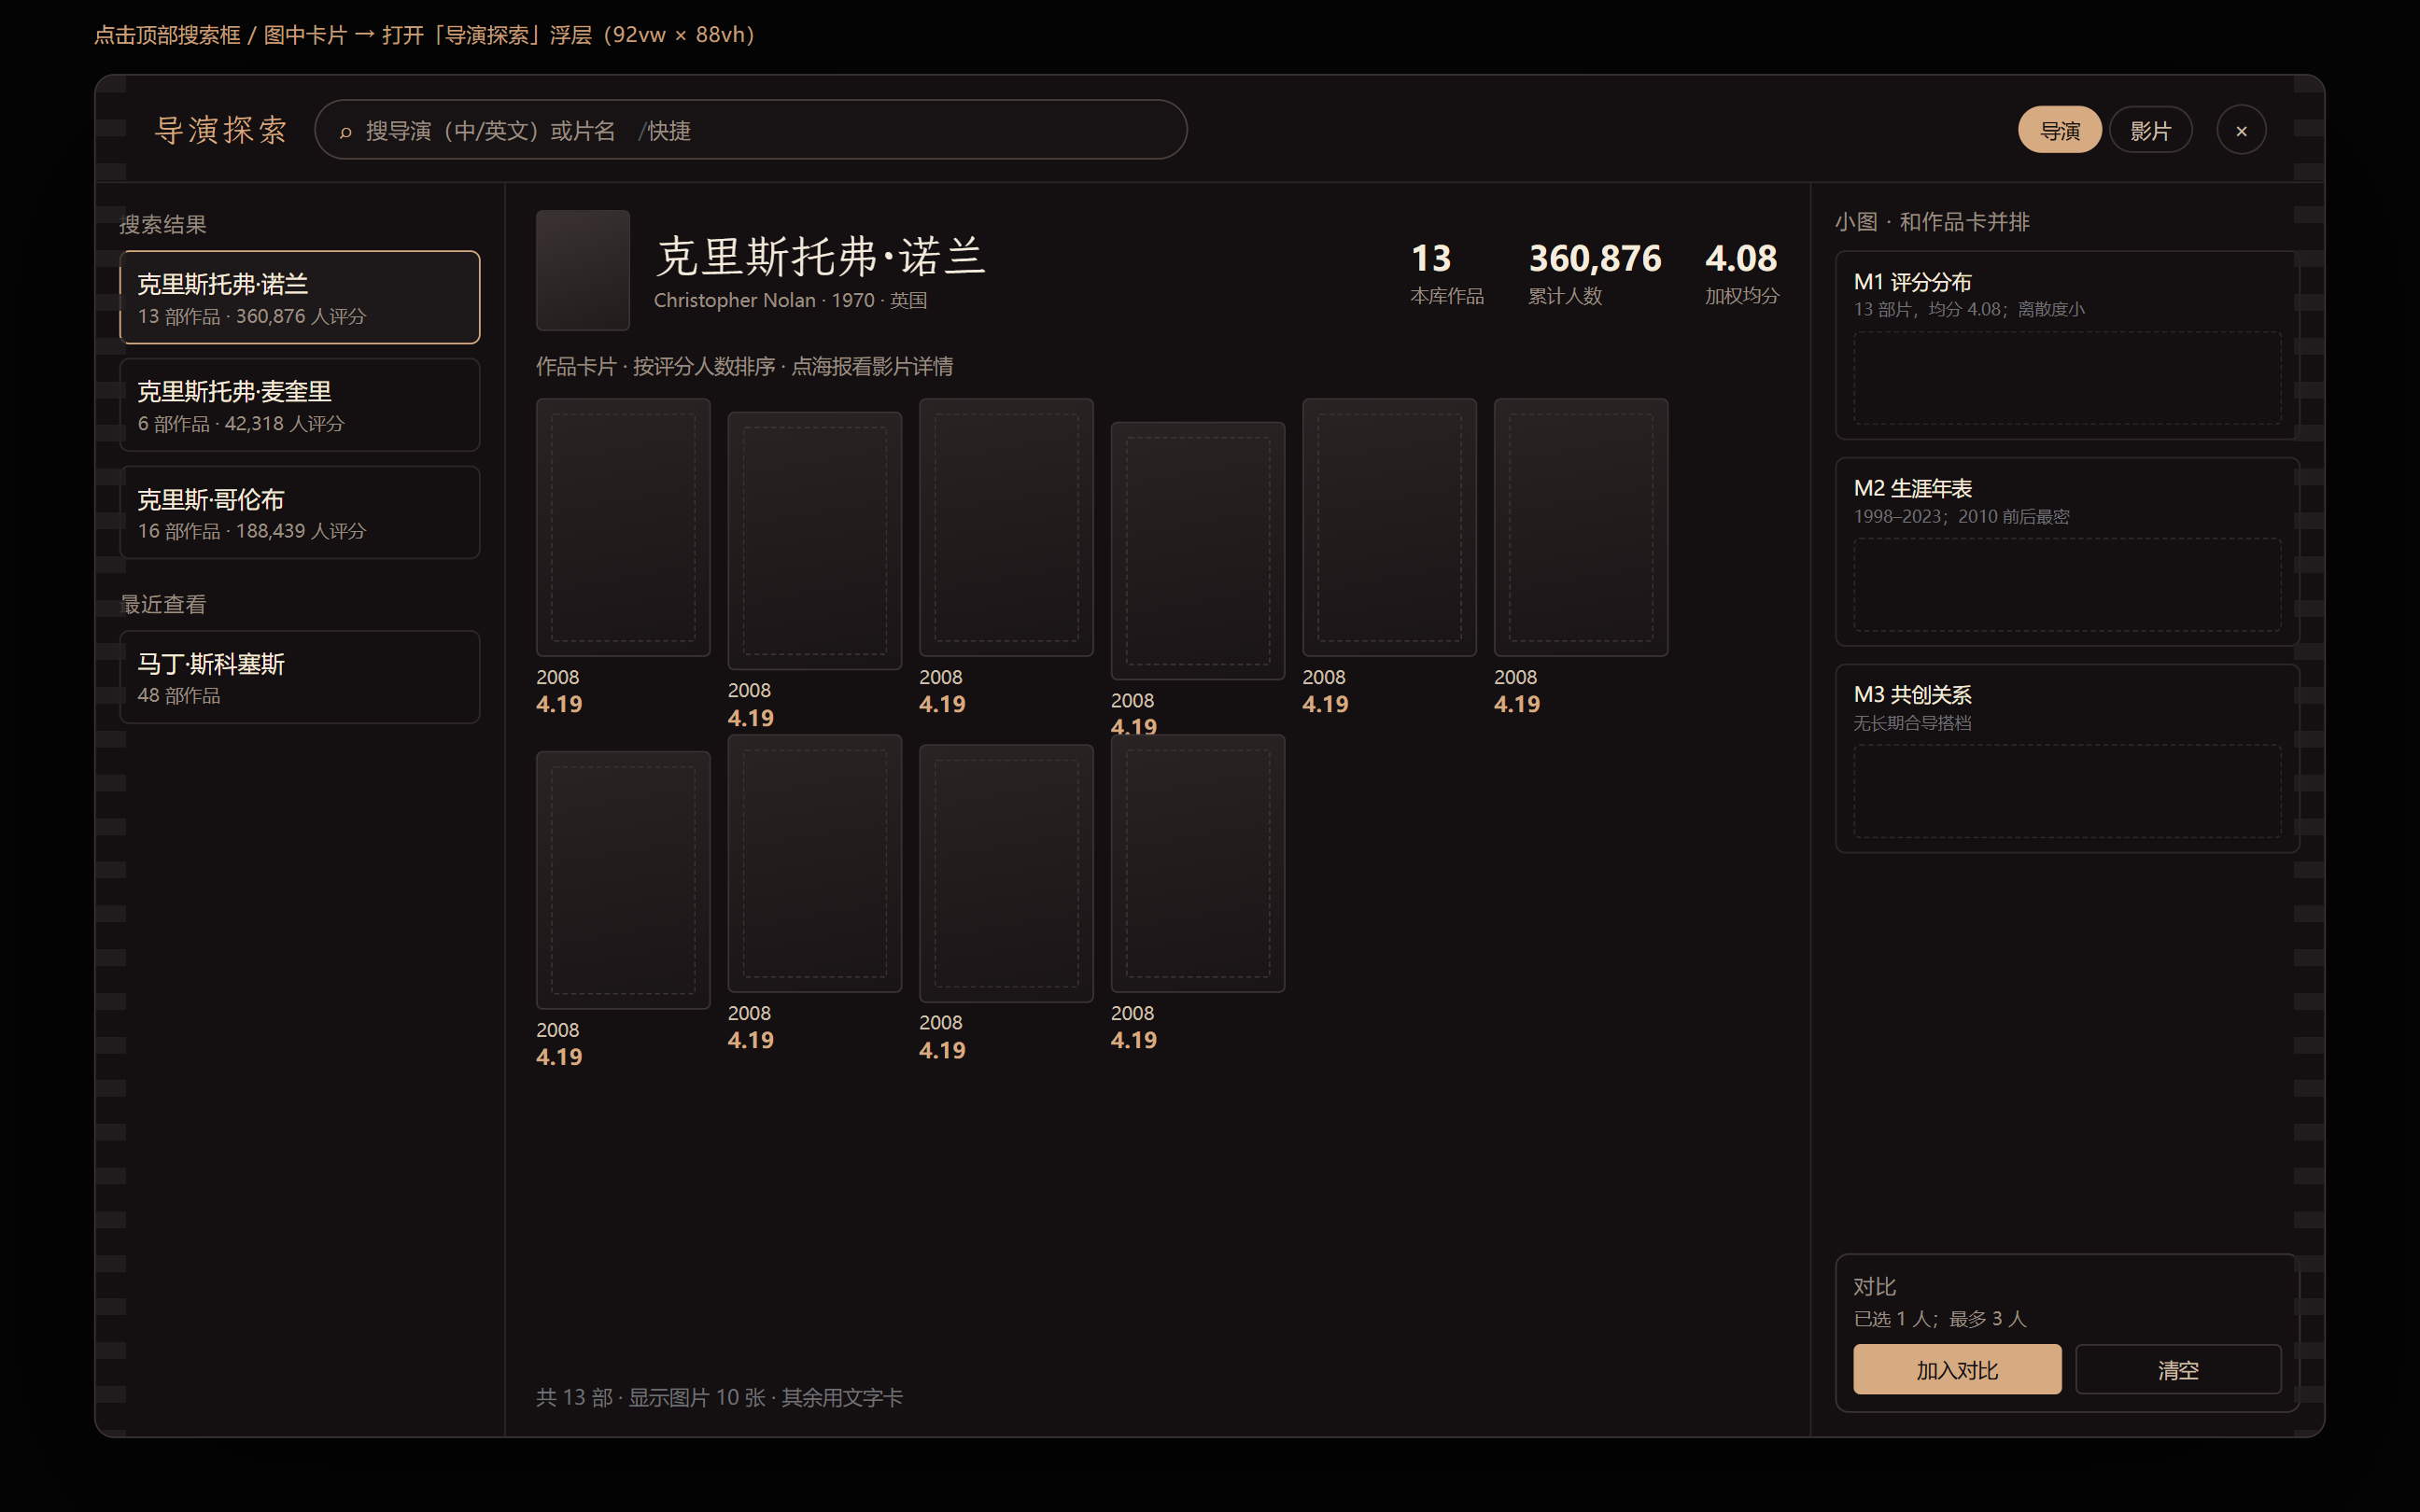 点击顶部搜索框 / 图中卡片 → 打开「导演探索」浮层（92vw × 88vh）
导演探索
搜导演（中/英文）或片名 /快捷
导演
影片
×
搜索结果
克里斯托弗·诺兰
13 部作品 · 360,876 人评分
克里斯托弗·麦奎里
6 部作品 · 42,318 人评分
克里斯·哥伦布
16 部作品 · 188,439 人评分
最近查看
马丁·斯科塞斯
48 部作品
克里斯托弗·诺兰
Christopher Nolan · 1970 · 英国
13
本库作品
360,876
累计人数
4.08
加权均分
作品卡片 · 按评分人数排序 · 点海报看影片详情
2008
4.19
2008
4.19
2008
4.19
2008
4.19
2008
4.19
2008
4.19
2008
4.19
2008
4.19
2008
4.19
2008
4.19
共 13 部 · 显示图片 10 张 · 其余用文字卡
小图 · 和作品卡并排
M1 评分分布
13 部片，均分 4.08；离散度小
M2 生涯年表
1998–2023；2010 前后最密
M3 共创关系
无长期合导搭档
对比
已选 1 人；最多 3 人
加入对比
清空